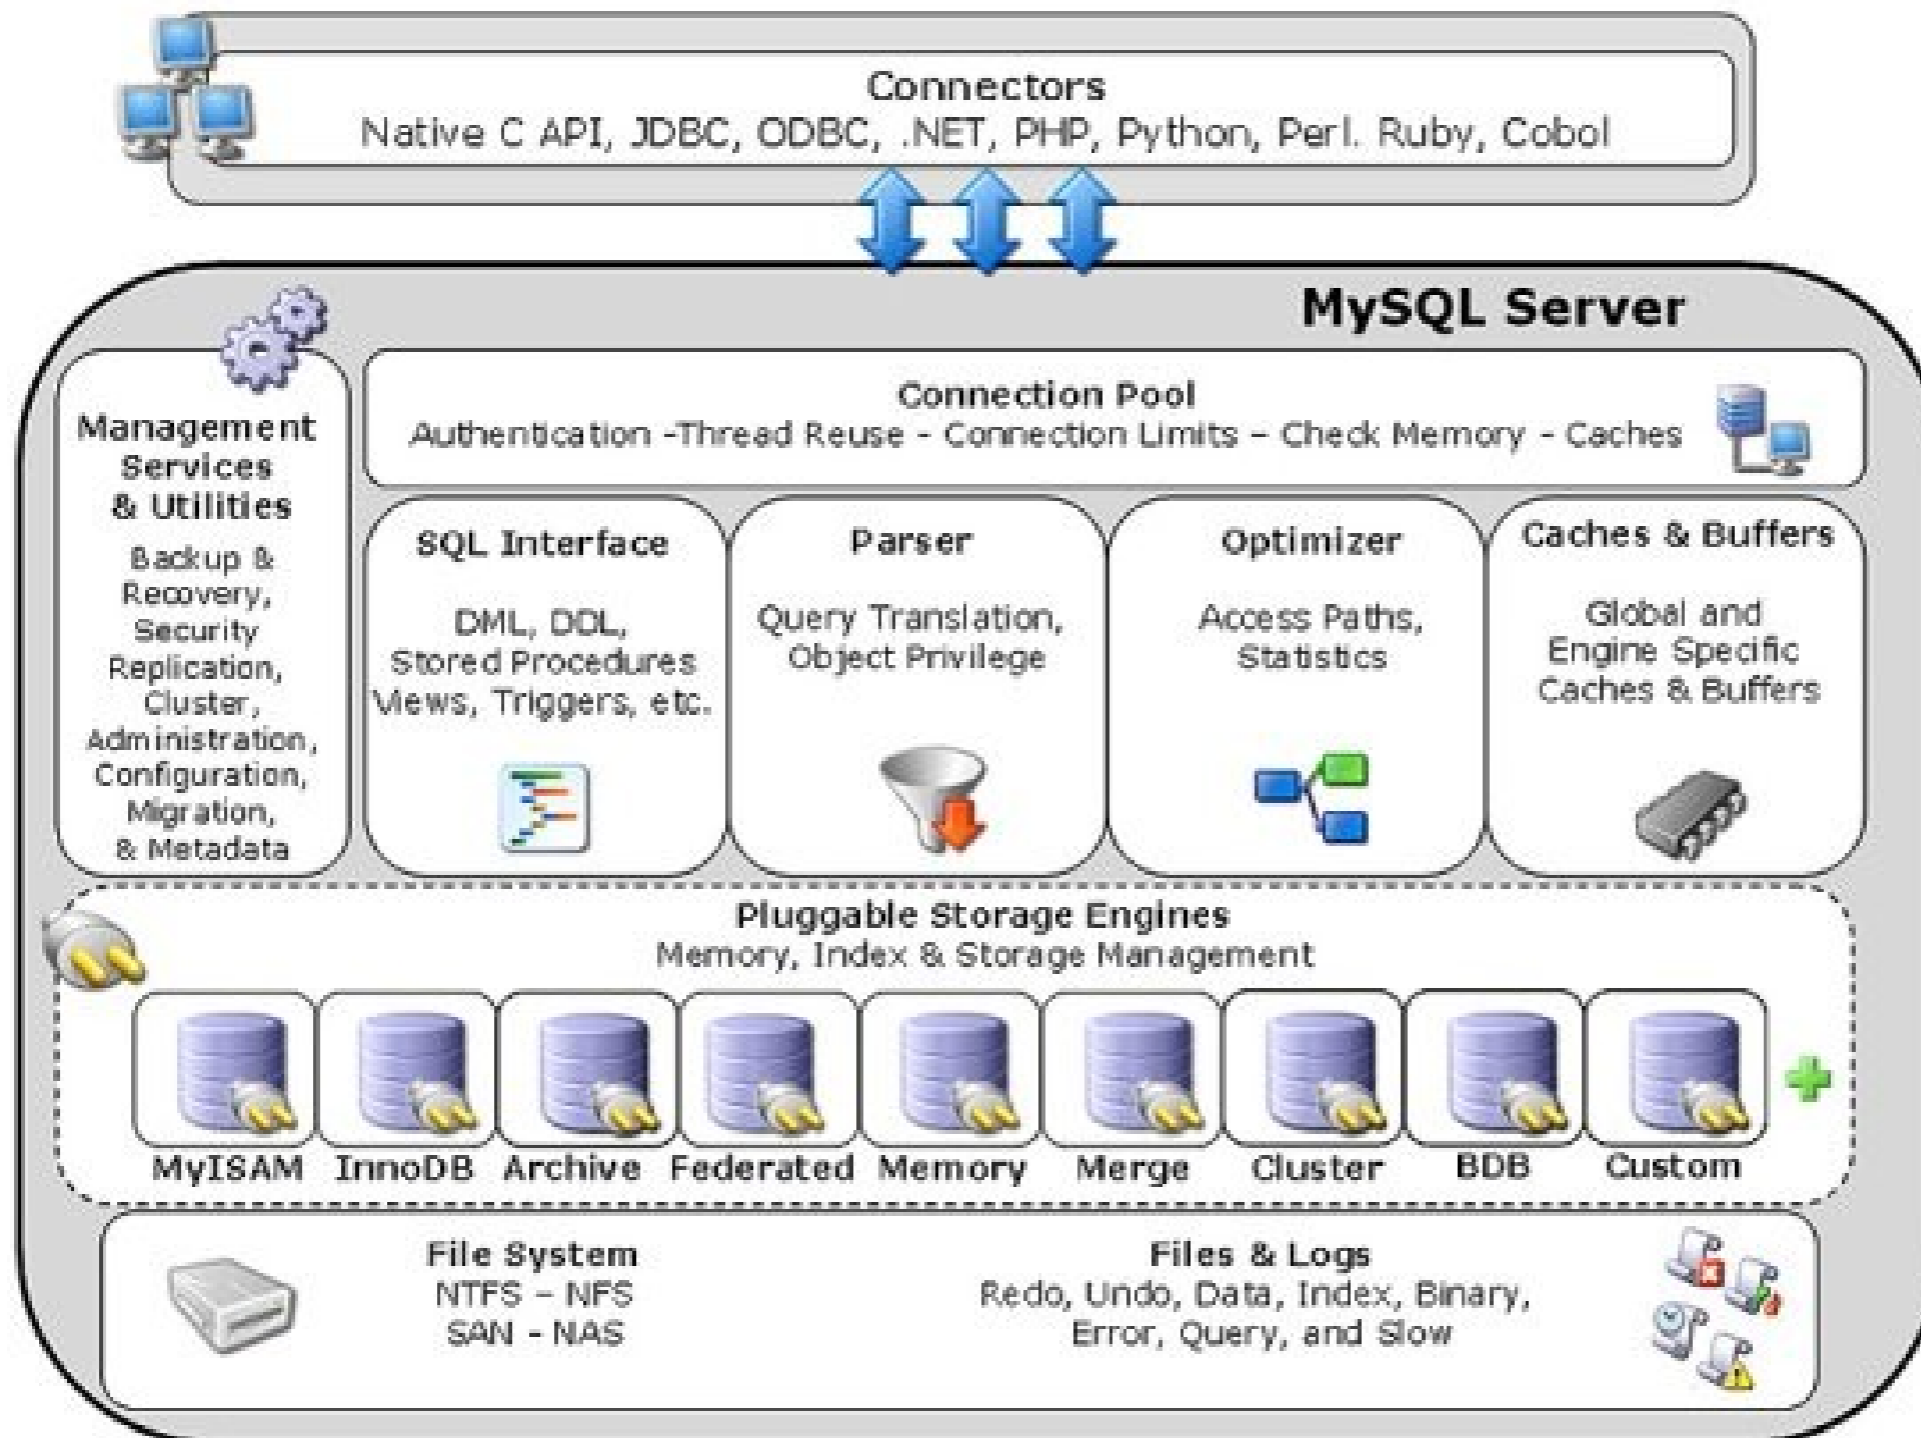 Connectors
Native C API, JDBC, ODBC, .NET, PHP, Python, Perl. Ruby, Cobol
MySQL Server
Management
Services
& Utilities
Backup &
Recovery,
Security
Replication,
Cluster,
Administration,
Configuration,
Migration,
& Metadata
Connection Pool
Authentication -Thread Reuse - Connection Limits – Check Memory - Caches
SQL Interface
DML, DDL,
Stored Procedures
Views, Triggers, etc.
Parser
Query Translation,
Object Privilege
Optimizer
Access Paths,
Statistics
Caches & Buffers
Global and
Engine Specific
Caches & Buffers
Pluggable Storage Engines
Memory, Index & Storage Management
MyISAM
InnoDB
Archive
Federated
Memory
Merge
Cluster
BDB
Custom
File System
NTFS – NFS
SAN - NAS
Files & Logs
Redo, Undo, Data, Index, Binary,
Error, Query, and Slow